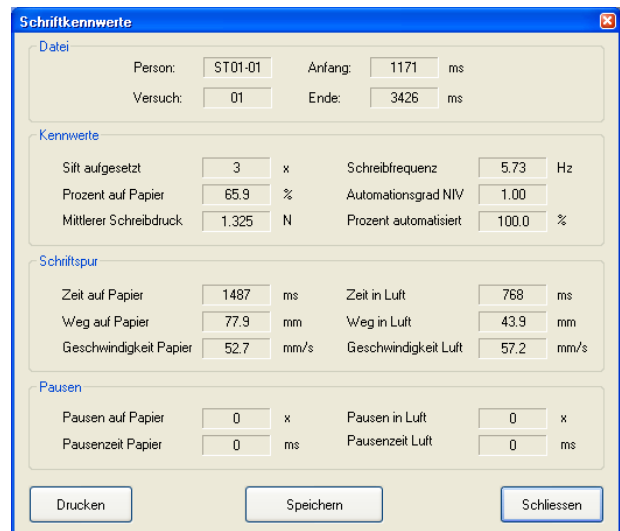 Schriftkennwerte
Datei
Person: ST01-01 Anfang: 1171 ms
Versuch: 01 Ende: 3426 ms
Kennwerte
Sift aufgesetzt 3 x Schreibfrequenz 5.73 Hz
Prozent auf Papier 65.9 % Automationsgrad NIV 1.00
Mittlerer Schreibdruck 1.325 N Prozent automatisiert 100.0 %
Schriftspur
Zeit auf Papier 1487 ms Zeit in Luft 768 ms
Weg auf Papier 77.9 mm Weg in Luft 43.9 mm
Geschwindigkeit Papier 52.7 mm/s Geschwindigkeit Luft 57.2 mm/s
Pausen
Pausen auf Papier 0 x Pausen in Luft 0 x
Pausenzeit Papier 0 ms Pausenzeit Luft 0 ms
Drucken Speichern Schliessen